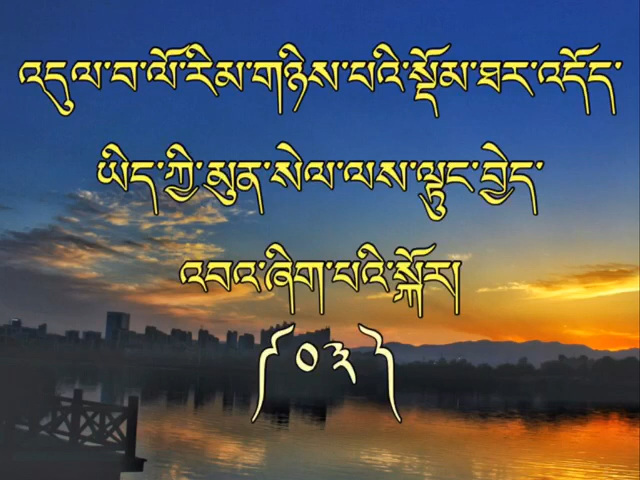 འདུལ་བ་ལོ་རིམ་གཉིས་པའི་སྡོམ་ཐར་འདོད་
ཡིད་ཀྱི་མུན་སེལ་ལས་ལྟུང་བྱེད་
འབའ་ཞིག་པའི་སྐོར།
༼༠༣༽